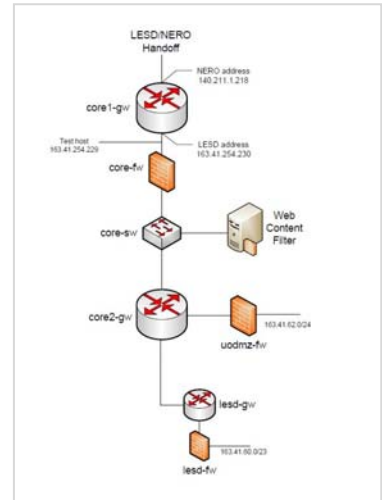 LESD/NERO
Handoff
NERO address
140.211.1.218
core1-gw
Test host
163.41.254.229
LESD address
163.41.254.230
core-fw
core-sw
Web
Content
Filter
core2-gw
163.41.62.0/24
uodmz-fw
lesd-gw
163.41.60.0/23
lesd-fw